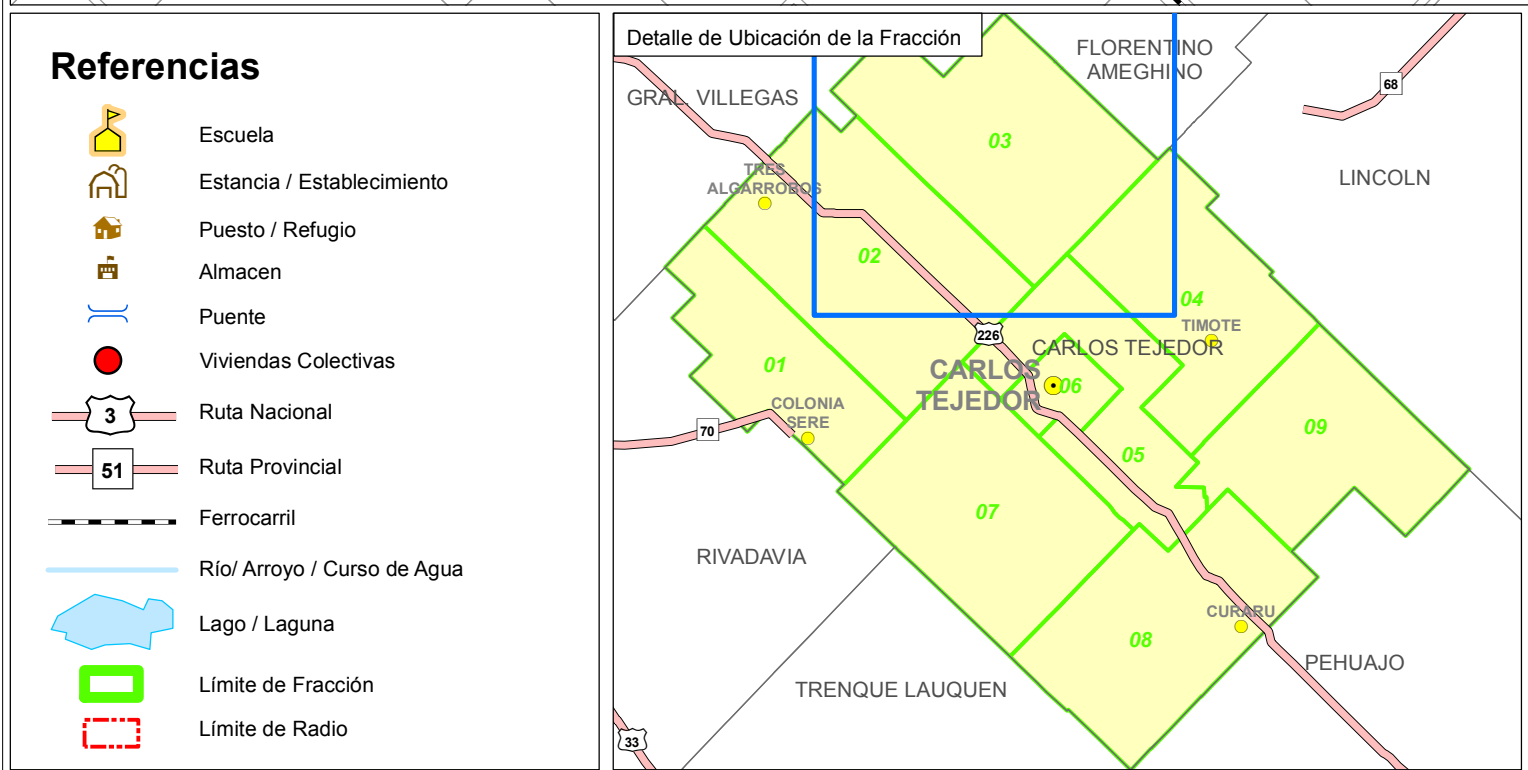 Referencias
Escuela
Estancia / Establecimiento
Puesto / Refugio
Almacen
Puente
Viviendas Colectivas
3
Ruta Nacional
51
Ruta Provincial
Ferrocarril
Río/ Arroyo / Curso de Agua
Lago / Laguna
Límite de Fracción
Límite de Radio
Detalle de Ubicación de la Fracción
FLORENTINO
AMEGHINO
68
GRAL. VILLEGAS
03
TRES
ALGARROBOS
LINCOLN
02
04
TIMOTE
226
CARLOS TEJEDOR
CARLOS
TEJEDOR
06
01
COLONIA
SERE
70
09
05
07
RIVADAVIA
CURARU
08
PEHUAJO
TRENQUE LAUQUEN
33